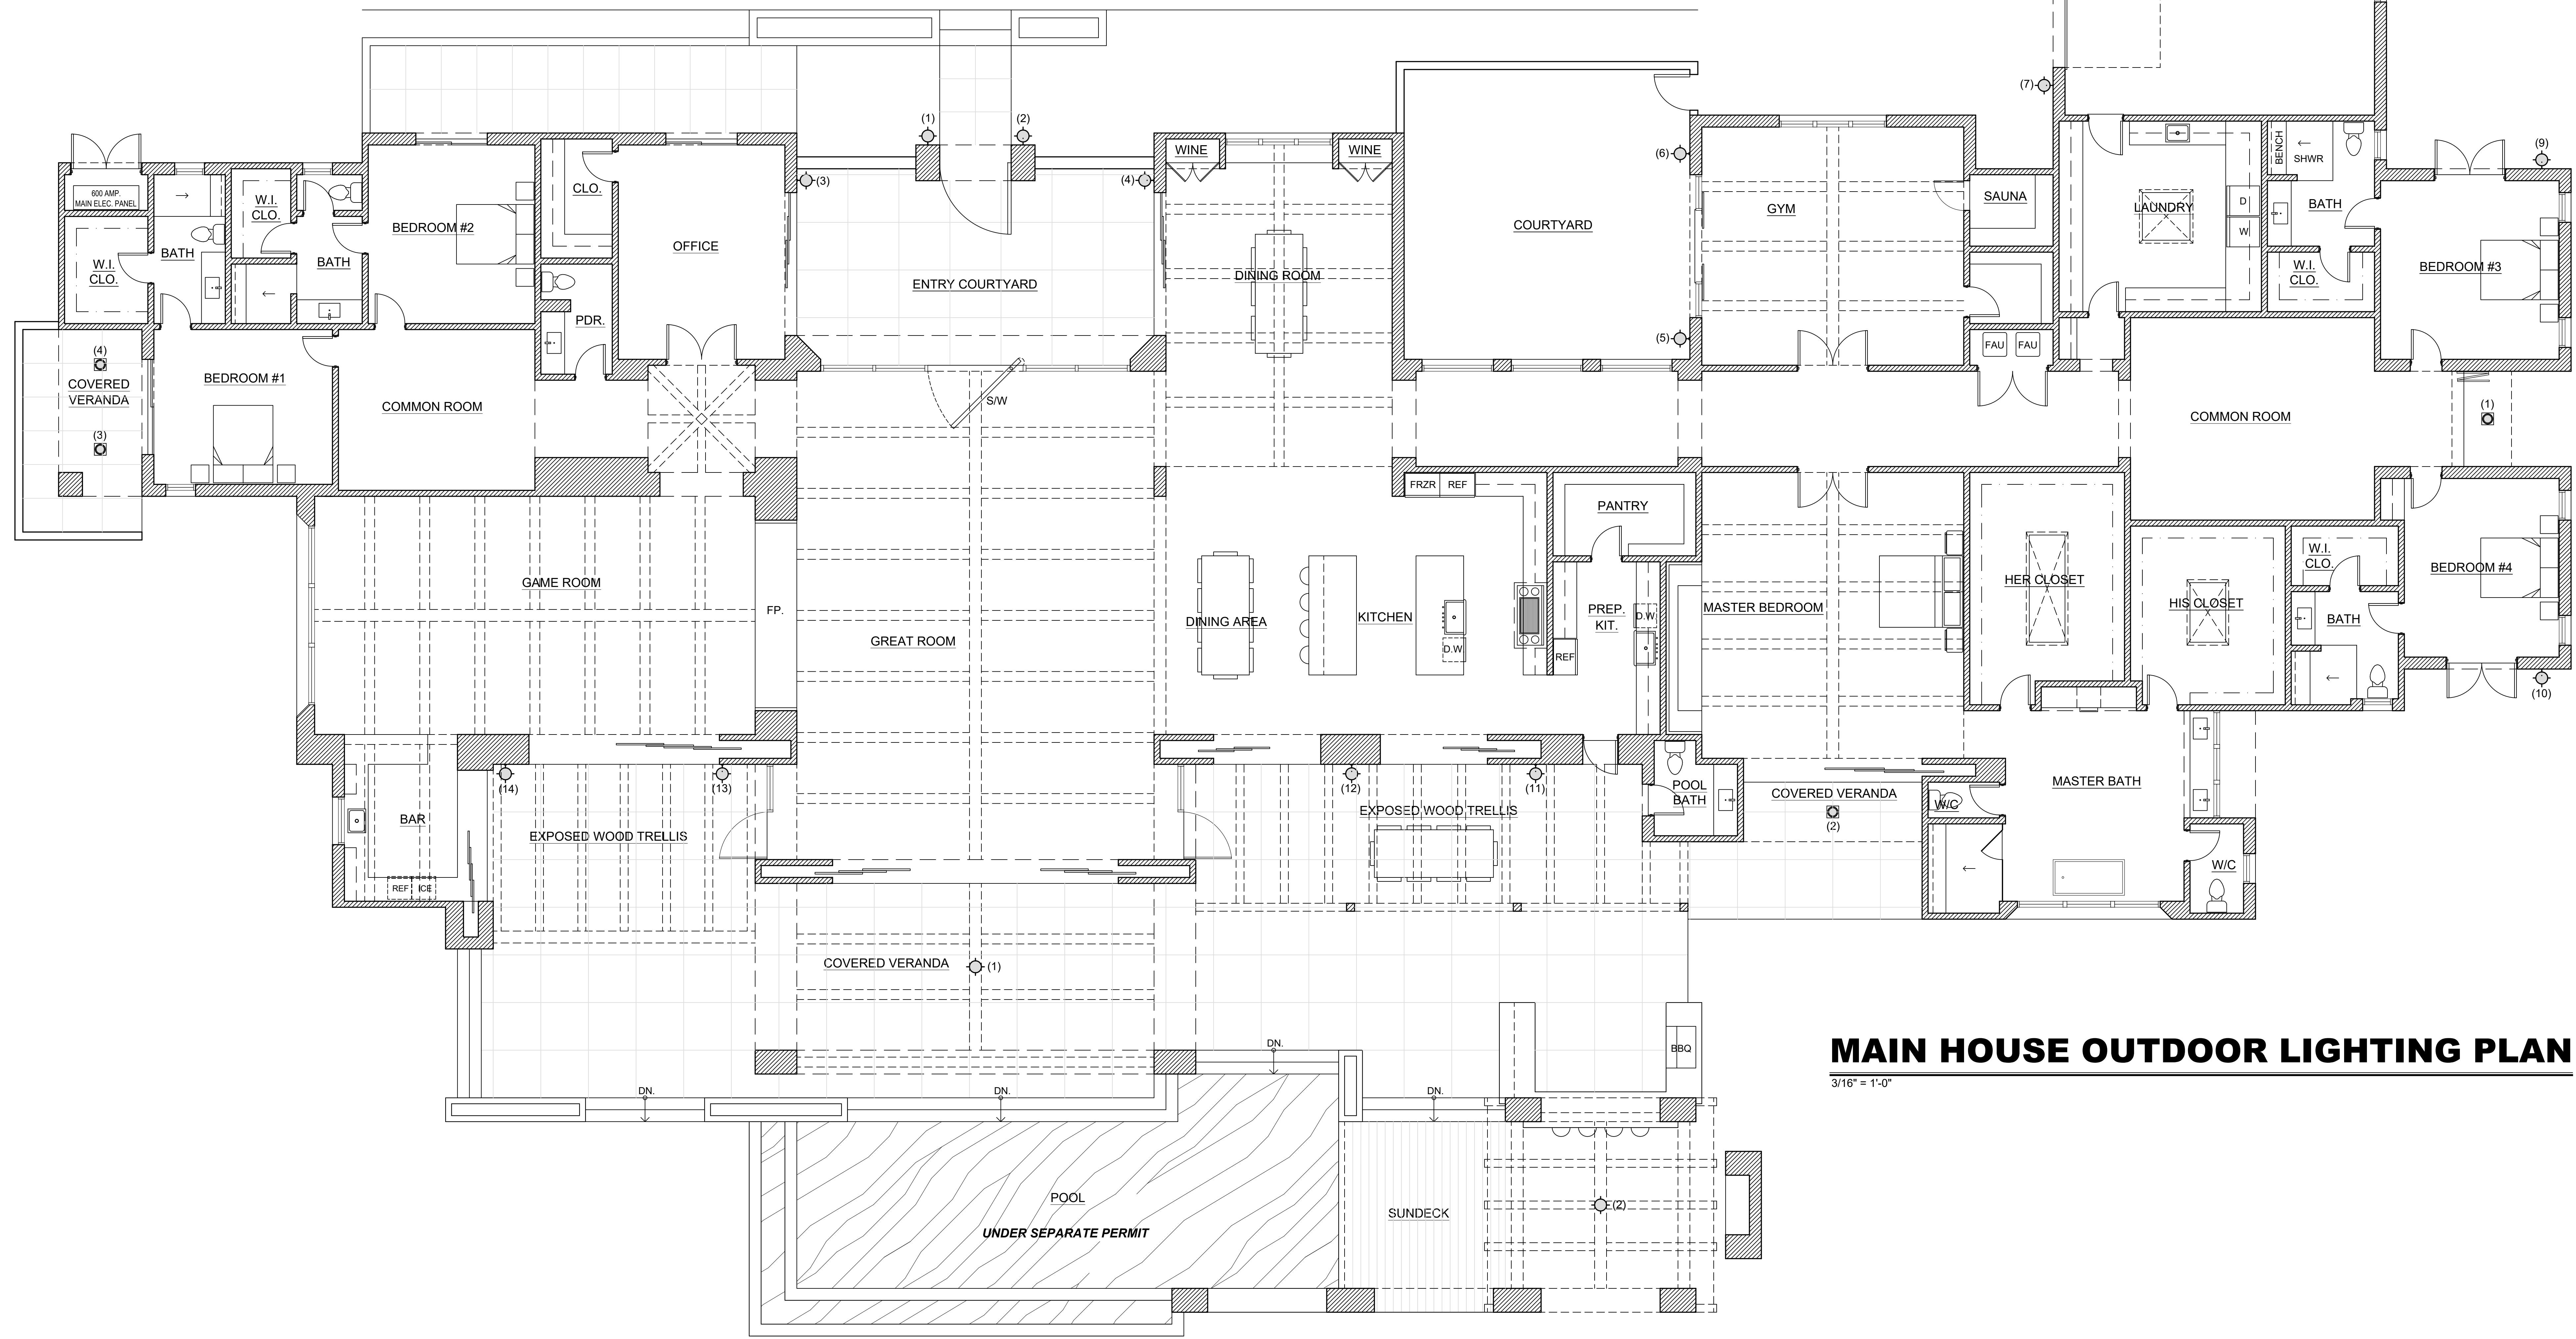 (1)
(2)
(7)
WINE
WINE
BENCH
SHWR
(9)
600 AMP.
MAIN ELEC. PANEL
W.I.
CLO.
CLO.
(3)
(4)
(6)
SAUNA
D
LAUNDRY
BATH
GYM
BEDROOM #2
COURTYARD
W
OFFICE
BATH
BATH
W.I.
CLO.
DINING ROOM
W.I.
CLO.
BEDROOM #3
ENTRY COURTYARD
PDR.
(5)
FAU
FAU
(4)
BEDROOM #1
COVERED
VERANDA
S/W
COMMON ROOM
COMMON ROOM
(1)
(3)
FRZR
REF
PANTRY
W.I.
CLO.
BEDROOM #4
GAME ROOM
HER CLOSET
HIS CLOSET
FP.
PREP.
KIT.
MASTER BEDROOM
D.W
KITCHEN
DINING AREA
BATH
GREAT ROOM
D.W
REF
(10)
(14)
(13)
(12)
(11)
POOL
BATH
MASTER BATH
COVERED VERANDA
W/C
(2)
BAR
EXPOSED WOOD TRELLIS
EXPOSED WOOD TRELLIS
W/C
REF
ICE
COVERED VERANDA
(1)
DN.
BBQ
MAIN HOUSE OUTDOOR LIGHTING PLAN
3/16" = 1'-0"
DN.
DN.
DN.
POOL
UNDER SEPARATE PERMIT
SUNDECK
(2)